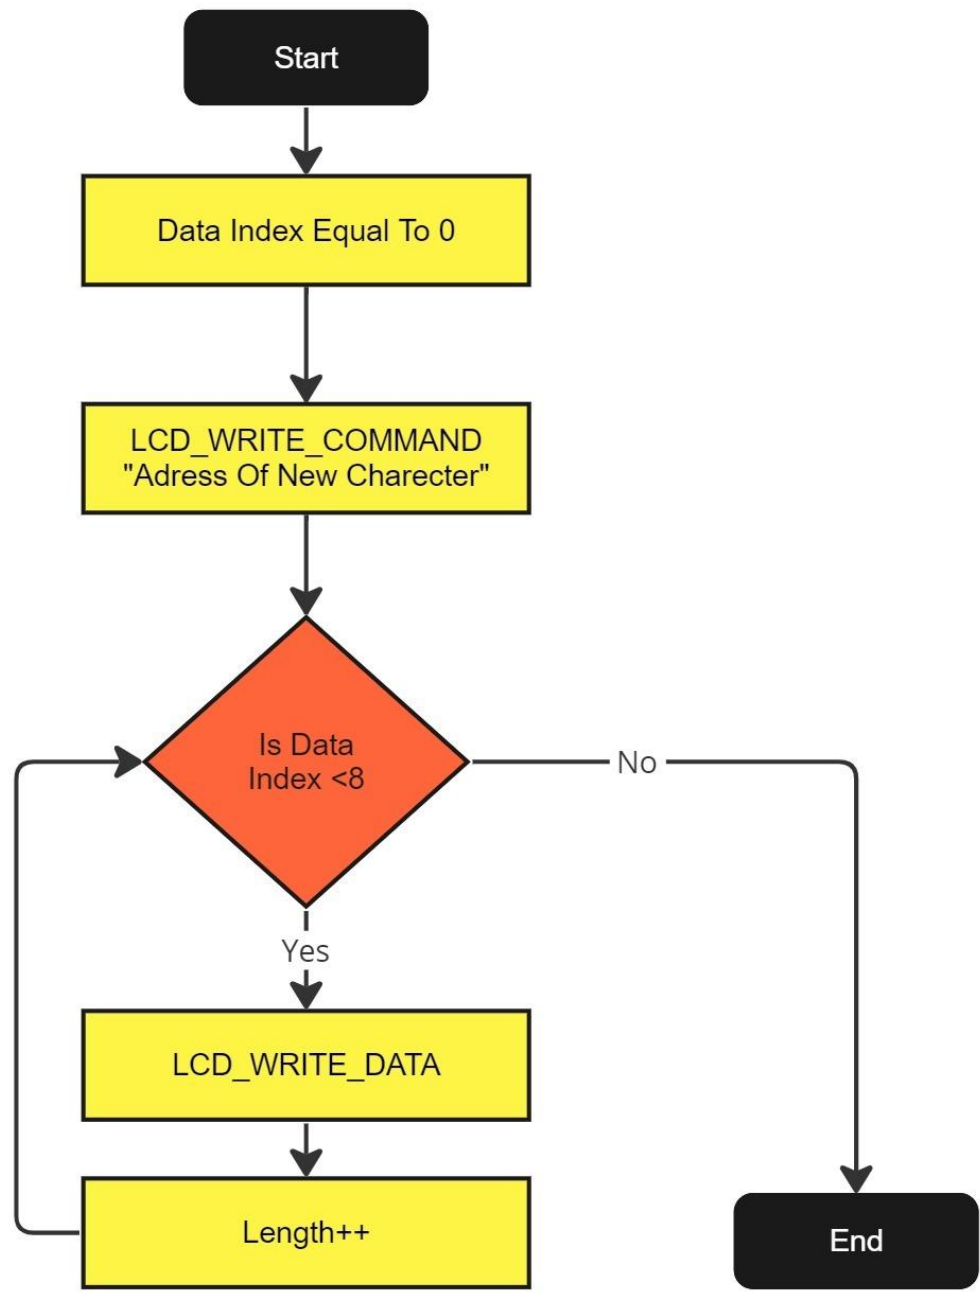 Start
Data Index Equal To 0
LCD_WRITE_COMMAND
"Adress Of New Charecter"
Is Data
Index <8
No
Yes
LCD_WRITE_DATA
Length++
End